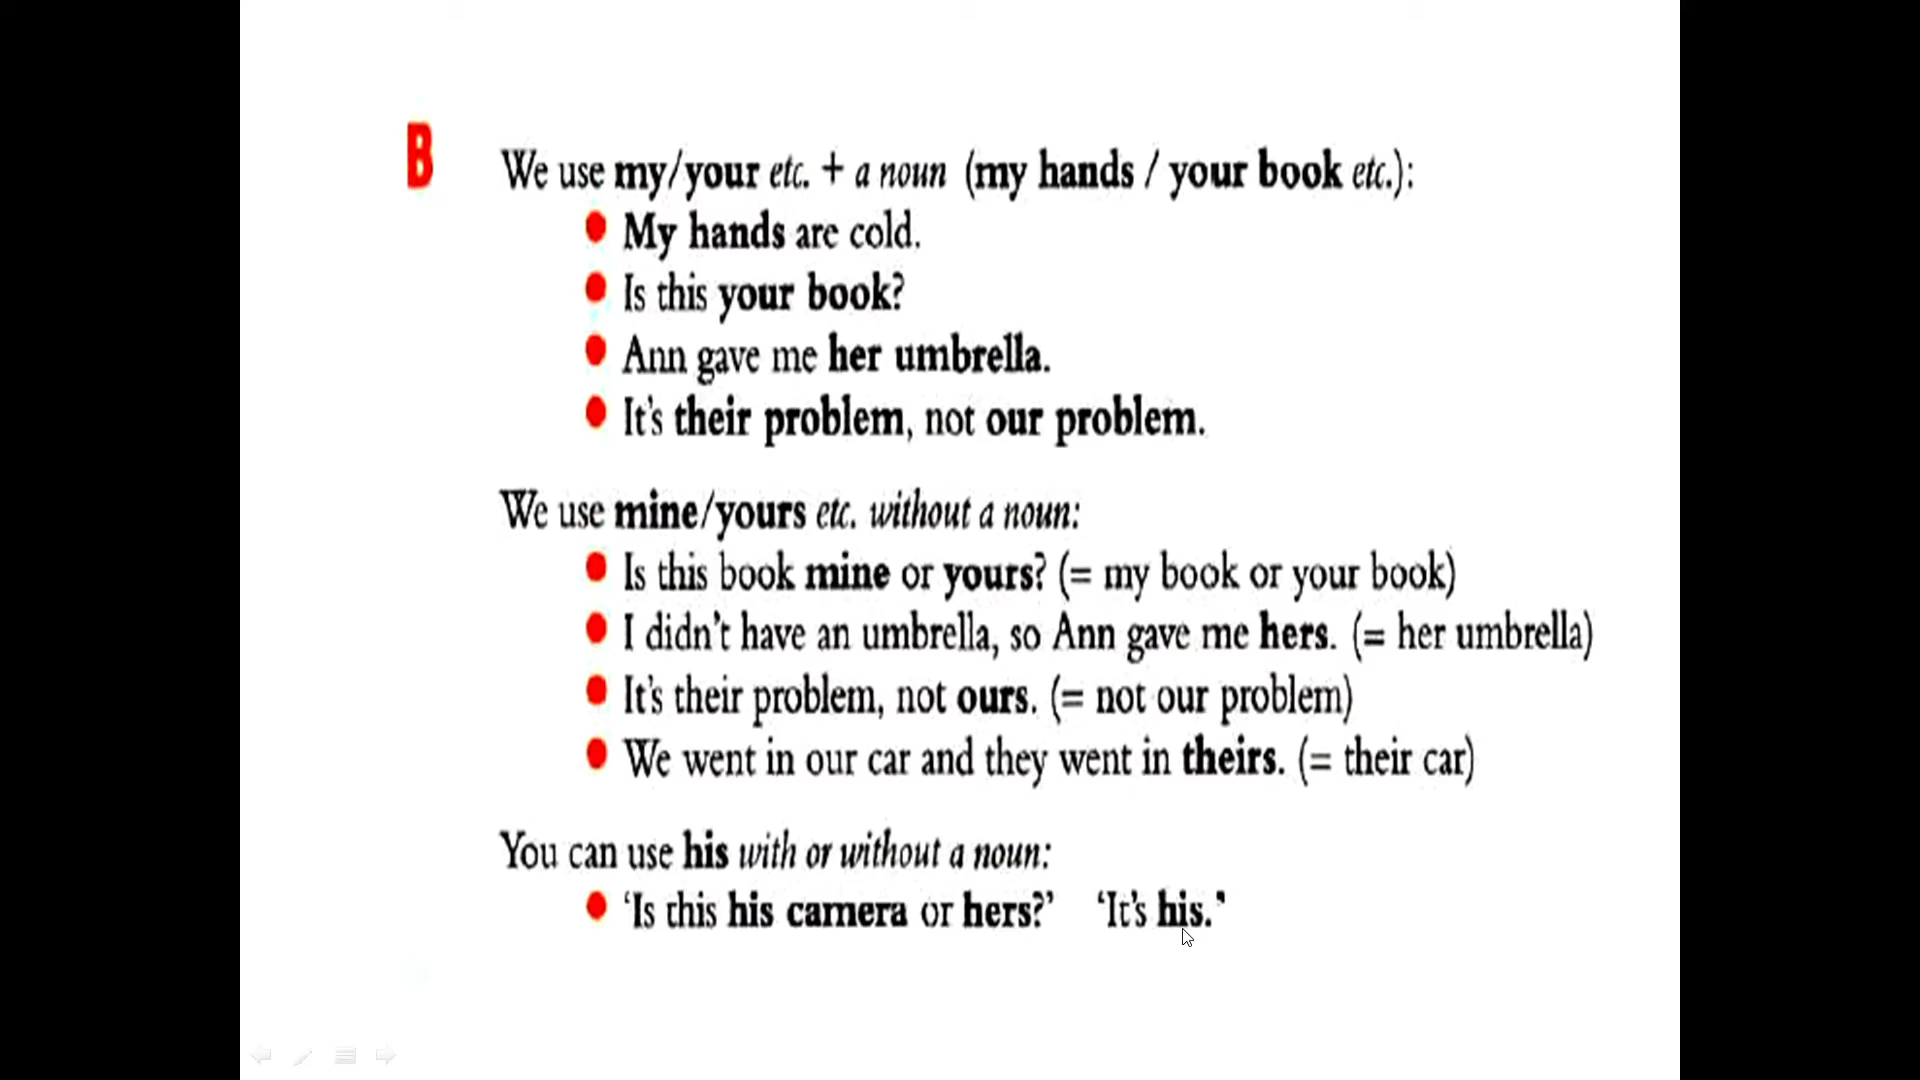 B
We use my/your etc. + a noun (my hands / your book etc.):
● My hands are cold.
● Is this your book?
● Ann gave me her umbrella.
● It's their problem, not our problem.
We use mine/yours etc. without a noun:
● Is this book mine or yours? (= my book or your book)
● I didn't have an umbrella, so Ann gave me hers. (= her umbrella)
● It's their problem, not ours. (= not our problem)
● We went in our car and they went in theirs. (= their car)
You can use his with or without a noun:
● ‘Is this his camera or hers?’ ‘It's his.’